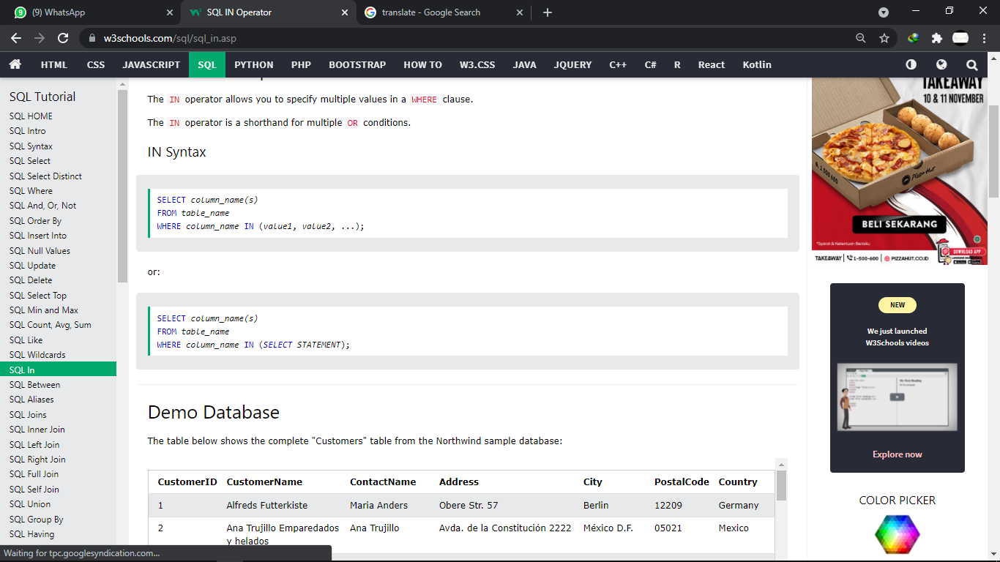 (9) WhatsApp
SQL IN Operator
translate - Google Search
w3schools.com/sql/sql_in.asp
HTML CSS JAVASCRIPT SQL PYTHON PHP BOOTSTRAP HOW TO W3.CSS JAVA JQUERY C++ C# R React Kotlin
SQL Tutorial
SQL HOME
SQL Intro
SQL Syntax
SQL Select
SQL Select Distinct
SQL Where
SQL And, Or, Not
SQL Order By
SQL Insert Into
SQL Null Values
SQL Update
SQL Delete
SQL Select Top
SQL Min and Max
SQL Count, Avg, Sum
SQL Like
SQL Wildcards
SQL In
SQL Between
SQL Aliases
SQL Joins
SQL Inner Join
SQL Left Join
SQL Right Join
SQL Full Join
SQL Self Join
SQL Union
SQL Group By
SQL Having
Waiting for tpc.googlesyndication.com...
The IN operator allows you to specify multiple values in a WHERE clause.
The IN operator is a shorthand for multiple OR conditions.
IN Syntax
SELECT column_name(s)
FROM table_name
WHERE column_name IN (value1, value2, ...);
or:
SELECT column_name(s)
FROM table_name
WHERE column_name IN (SELECT STATEMENT);
Demo Database
The table below shows the complete "Customers" table from the Northwind sample database:
CustomerID CustomerName ContactName Address City PostalCode Country
1 Alfreds Futterkiste Maria Anders Obere Str. 57 Berlin 12209 Germany
2 Ana Trujillo Emparedados y helados Ana Trujillo Avda. de la Constitución 2222 México D.F. 05021 Mexico
TAKEAWAY
10 & 11 NOVEMBER
1 500 600
Pizza Hut
BELI SEKARANG
*Syarat & Ketentuan Berlaku
DOWNLOAD APP
TAKEAWAY 1-500-600 PIZZAHUT.CO.ID
NEW
We just launched
W3Schools videos
Explore now
COLOR PICKER